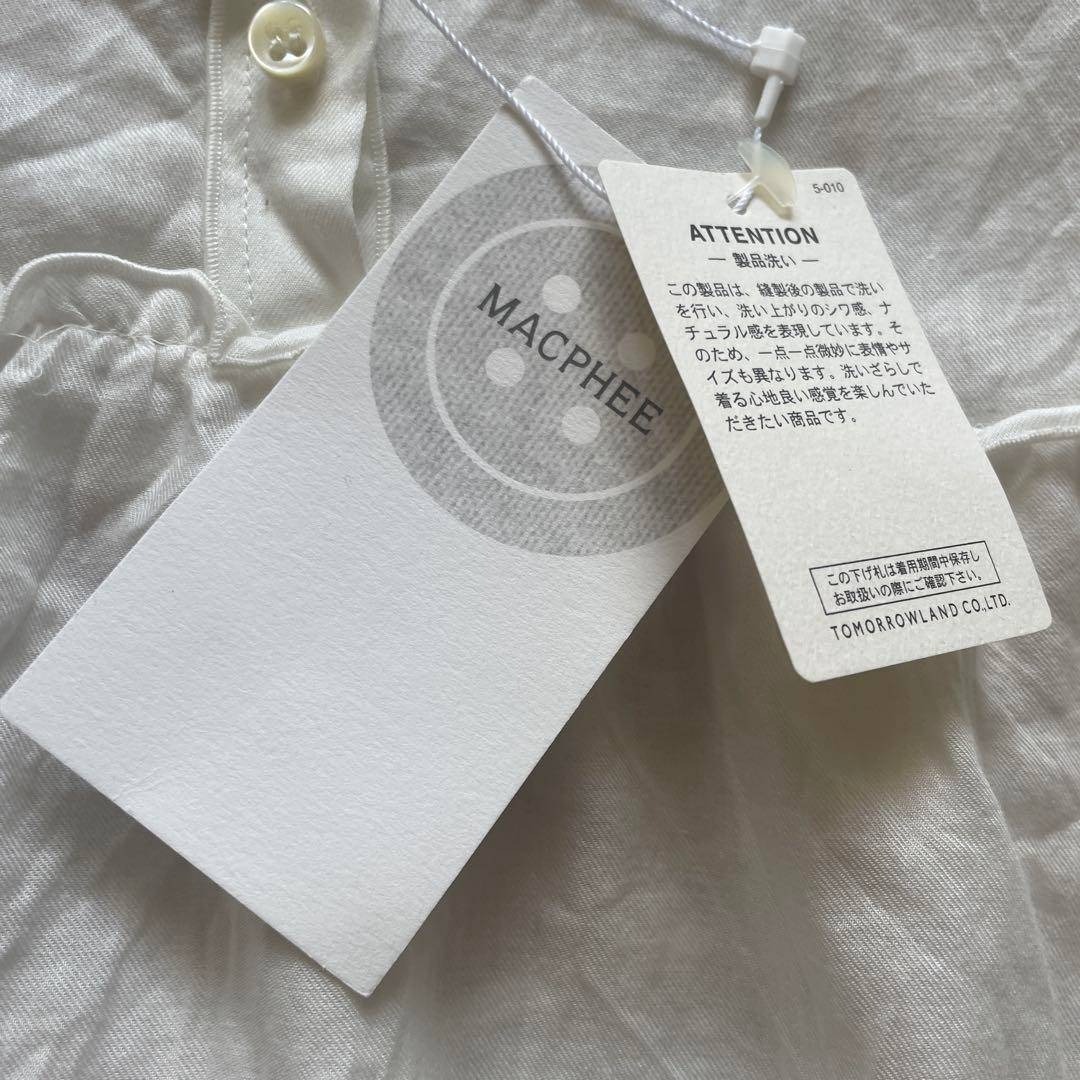 MACPHEE
5-010
ATTENTION
— 製品洗い —
この製品は、縫製後の製品で洗い
を行い、洗い上がりのシワ感、ナ
チュラル感を表現しています。そ
のため、一点一点微妙に表情やサ
イズも異なります。洗いざらしで
着る心地良い感覚を楽しんでいた
だきたい商品です。
この下げ札は着用期間中保存し
お取扱いの際にご確認下さい。
TOMORROWLAND CO.,LTD.